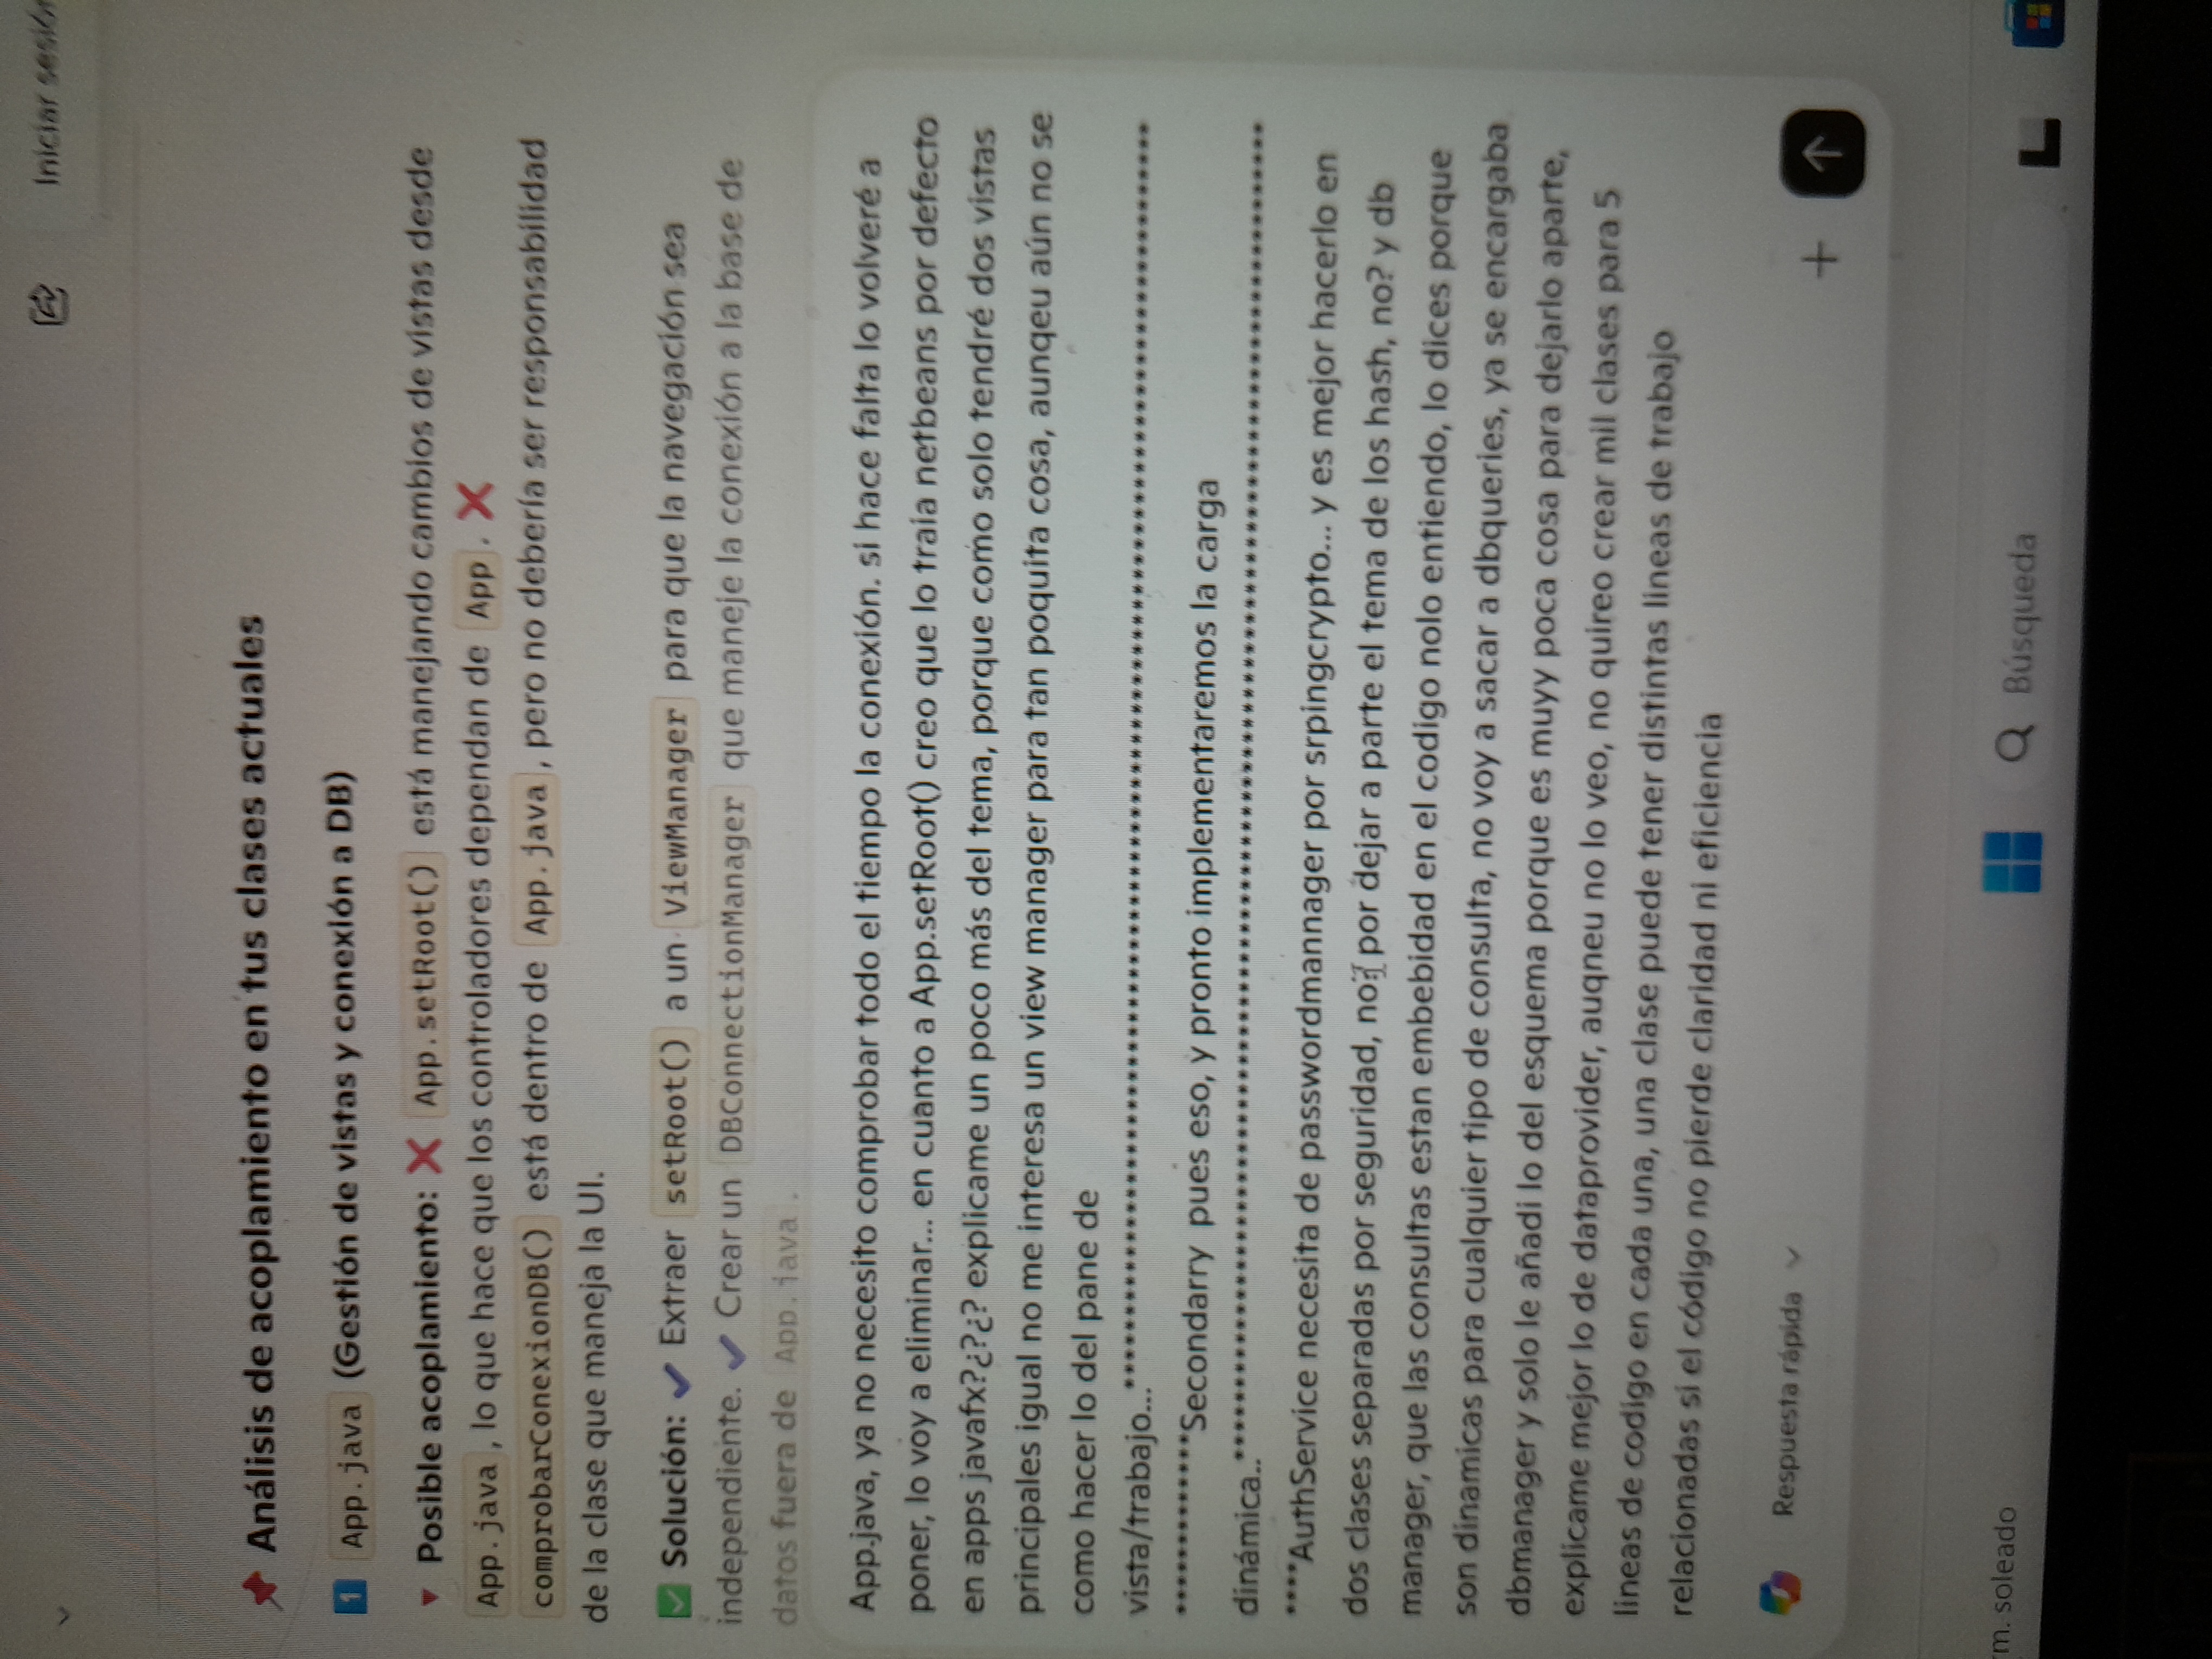 Iniciar sesión
Análisis de acoplamiento en tus clases actuales
1 App.java (Gestión de vistas y conexión a DB)
Posible acoplamiento: App.setRoot() está manejando cambios de vistas desde
App.java, lo que hace que los controladores dependan de App.
comprobarConexionDB() está dentro de App.java, pero no debería ser responsabilidad
de la clase que maneja la UI.
Solución: Extraer setRoot() a un ViewManager para que la navegación sea
independiente. Crear un DBConnectionManager que maneje la conexión a la base de
datos fuera de App.java.
App.java, ya no necesito comprobar todo el tiempo la conexión. si hace falta lo volveré a
poner, lo voy a eliminar... en cuanto a App.setRoot() creo que lo traia netbeans por defecto
en apps javafx?¿?¿? explicame un poco más del tema, porque como solo tendré dos vistas
principales igual no me interesa un view manager para tan poquita cosa, aunqeu aún no se
como hacer lo del pane de
vista/trabajo...****************************************************************************************
*************Secondarry  pues eso, y pronto implementaremos la carga
dinámica..**********************************************************************************************
****AuthService necesita de passwordmannager por srpingcrypto... y es mejor hacerlo en
dos clases separadas por seguridad, no? por dejar a parte el tema de los hash, no? y db
manager, que las consultas estan embebidad en el codigo nolo entiendo, lo dices porque
son dinamicas para cualquier tipo de consulta, no voy a sacar a dbqueries, ya se encargaba
dbmanager y solo le añadi lo del esquema porque es muyy poca cosa para dejarlo aparte,
explicame mejor lo de dataprovider, auqneu no lo veo, no quireo crear mil clases para 5
lineas de codigo en cada una, una clase puede tener distintas lineas de trabajo
relacionadas si el código no pierde claridad ni eficiencia
Respuesta rápida
rm. soleado
Búsqueda